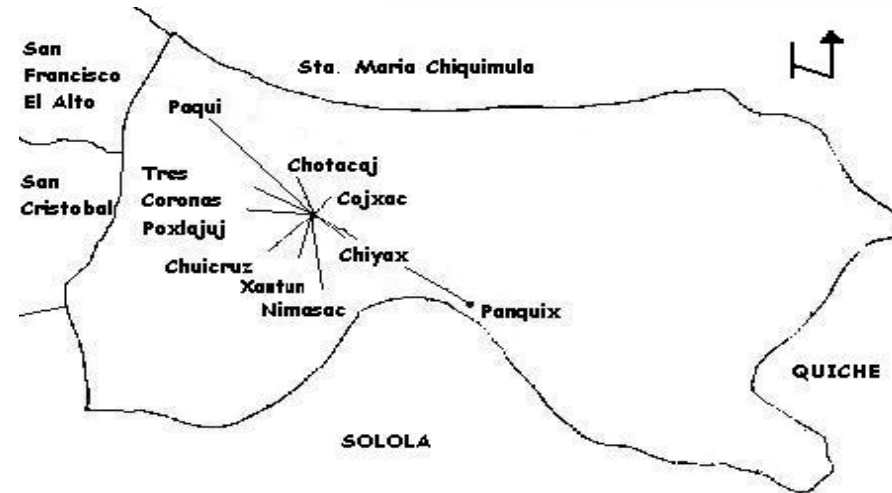 San
Francisco
El Alto
Sta. Maria Chiquimula
Paqui
Chotacaj
Tres
Coronas
San
Cristobal
Cojxac
Poxlajuj
Chiyax
Chuicruz
Xantun
Nimasac
Panquix
QUICHE
SOLOLA